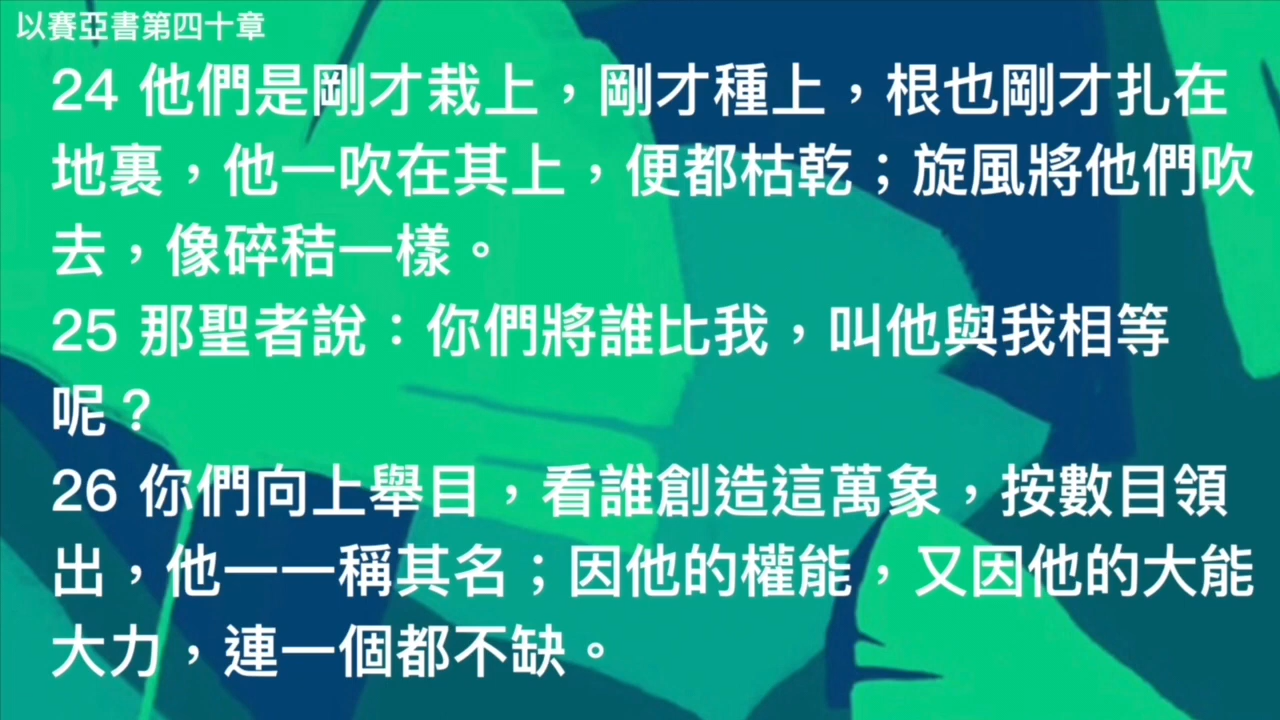 以賽亞書第四十章
24 他們是剛才栽上，剛才種上，根也剛才扎在
地裏，他一吹在其上，便都枯乾；旋風將他們吹
去，像碎秸一樣。
25 那聖者說：你們將誰比我，叫他與我相等
呢？
26 你們向上舉目，看誰創造這萬象，按數目領
出，他一一稱其名；因他的權能，又因他的大能
大力，連一個都不缺。